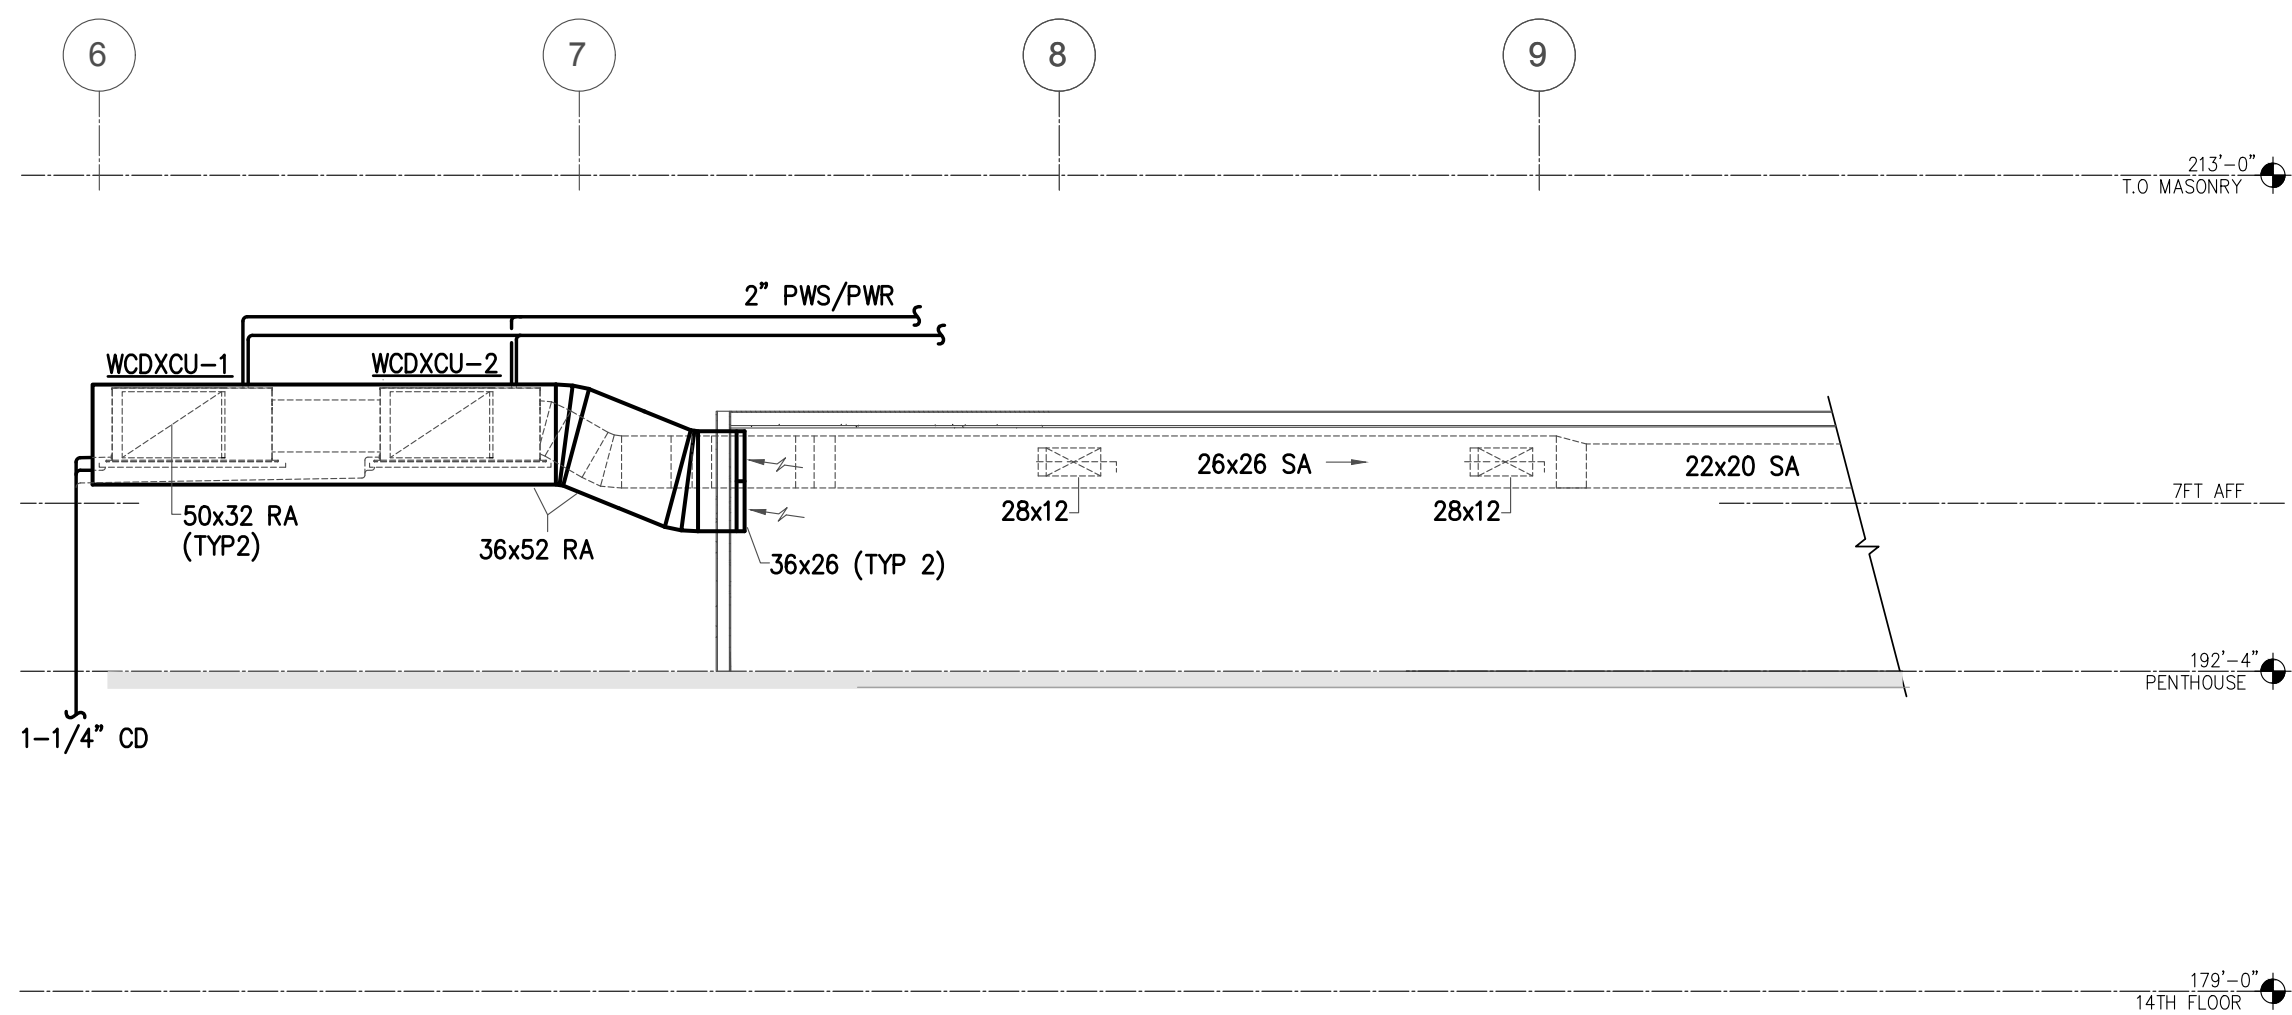 6
7
8
9
213'-0"
T.O MASONRY
2" PWS/PWR
WCDXCU-1
WCDXCU-2
26x26 SA
22x20 SA
7FT AFF
50x32 RA
(TYP2)
28x12
28x12
36x52 RA
36x26 (TYP 2)
192'-4"
PENTHOUSE
1-1/4" CD
179'-0"
14TH FLOOR